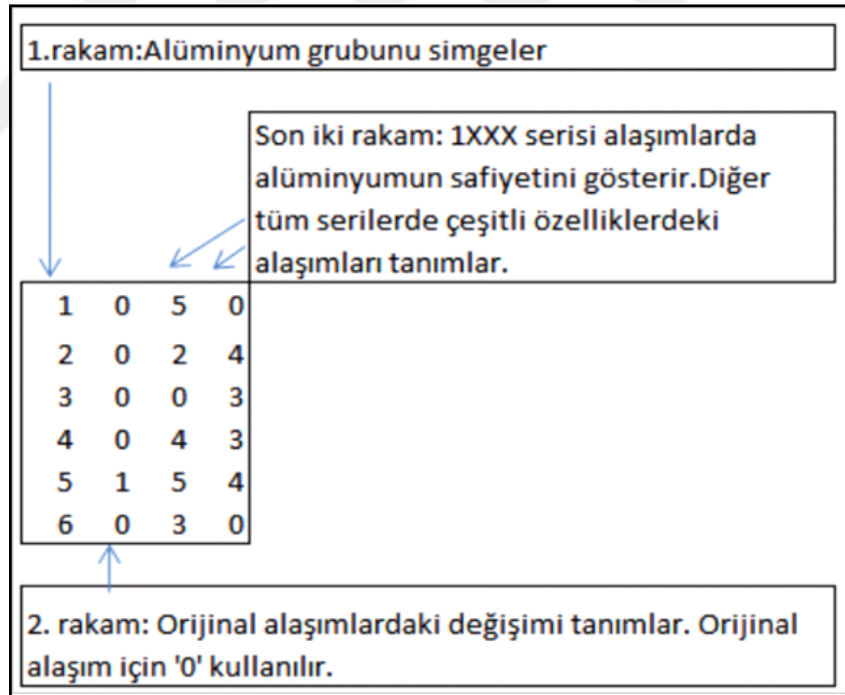 1.rakam:Alüminyum grubunu simgeler
Son iki rakam: 1XXX serisi alaşımlarda
alüminyumun safiyetini gösterir.Diğer
tüm serilerde çeşitli özelliklerdeki
alaşımları tanımlar.
1 0 5 0
2 0 2 4
3 0 0 3
4 0 4 3
5 1 5 4
6 0 3 0
2. rakam: Orijinal alaşımlardaki değişimi tanımlar. Orijinal
alaşım için '0' kullanılır.